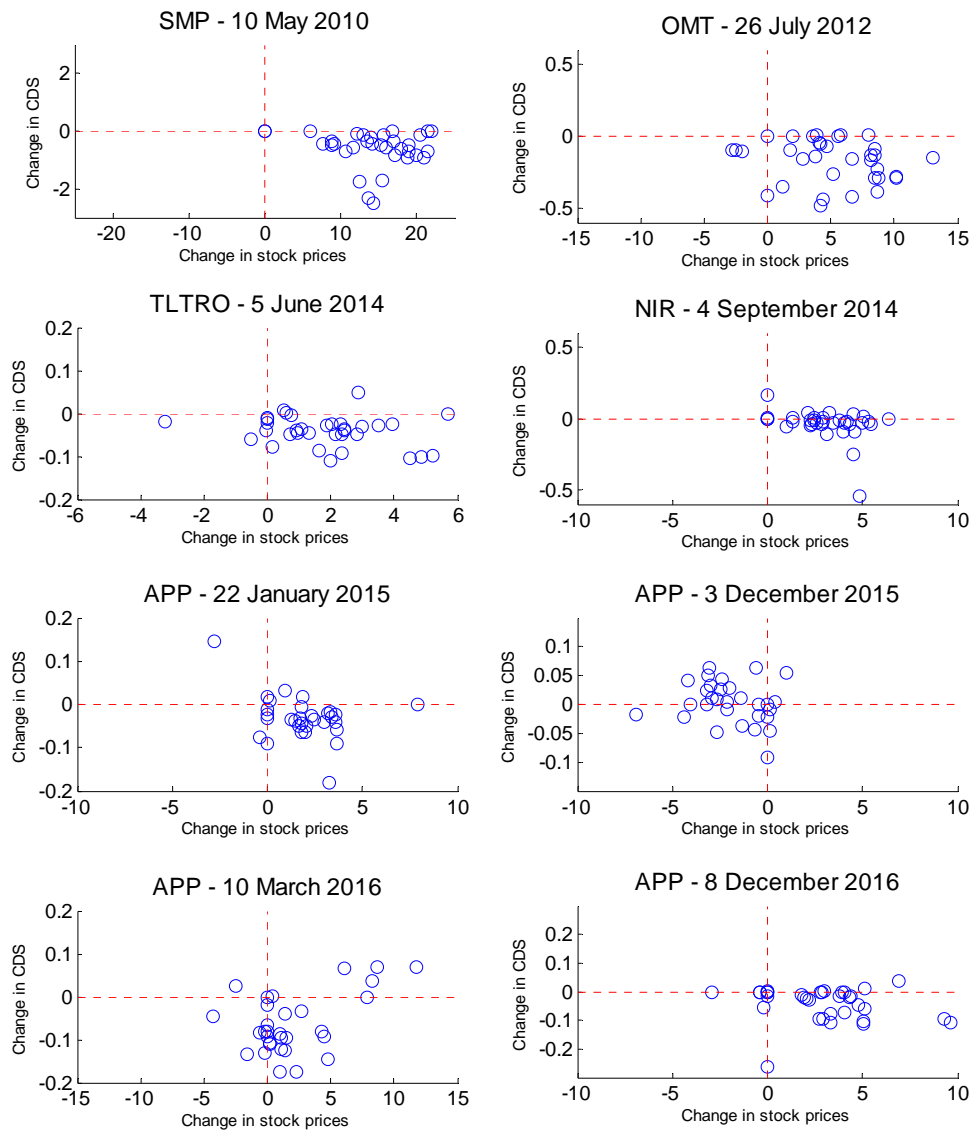 SMP - 10 May 2010
2
0
-2
Change in CDS
-20 -10 0 10 20
Change in stock prices
OMT - 26 July 2012
0.5
0
-0.5
Change in CDS
-15 -10 -5 0 5 10 15
Change in stock prices
TLTRO - 5 June 2014
0.2
0.1
0
-0.1
-0.2
Change in CDS
-6 -4 -2 0 2 4 6
Change in stock prices
NIR - 4 September 2014
0.5
0
-0.5
Change in CDS
-10 -5 0 5 10
Change in stock prices
APP - 22 January 2015
0.2
0.1
0
-0.1
-0.2
Change in CDS
-10 -5 0 5 10
Change in stock prices
APP - 3 December 2015
0.1
0.05
0
-0.05
-0.1
Change in CDS
-10 -5 0 5 10
Change in stock prices
APP - 10 March 2016
0.2
0.1
0
-0.1
-0.2
Change in CDS
-15 -10 -5 0 5 10 15
Change in stock prices
APP - 8 December 2016
0.2
0.1
0
-0.1
-0.2
Change in CDS
-10 -5 0 5 10
Change in stock prices